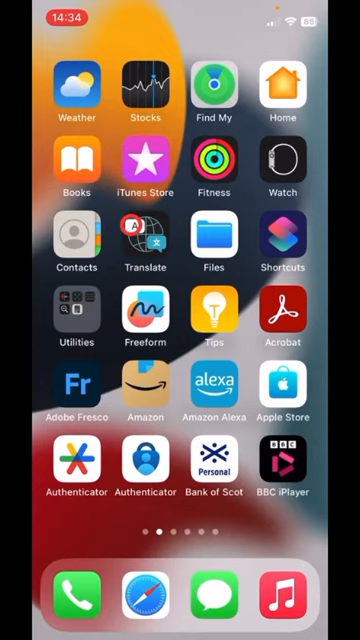 14:34
85
Weather
Stocks
Find My
Home
Books
iTunes Store
Fitness
Watch
A
Contacts
Translate
Files
Shortcuts
Utilities
Freeform
Tips
Acrobat
Fr
alexa
Adobe Fresco
Amazon
Amazon Alexa
Apple Store
Personal
BBC
Authenticator
Authenticator
Bank of Scot
BBC iPlayer